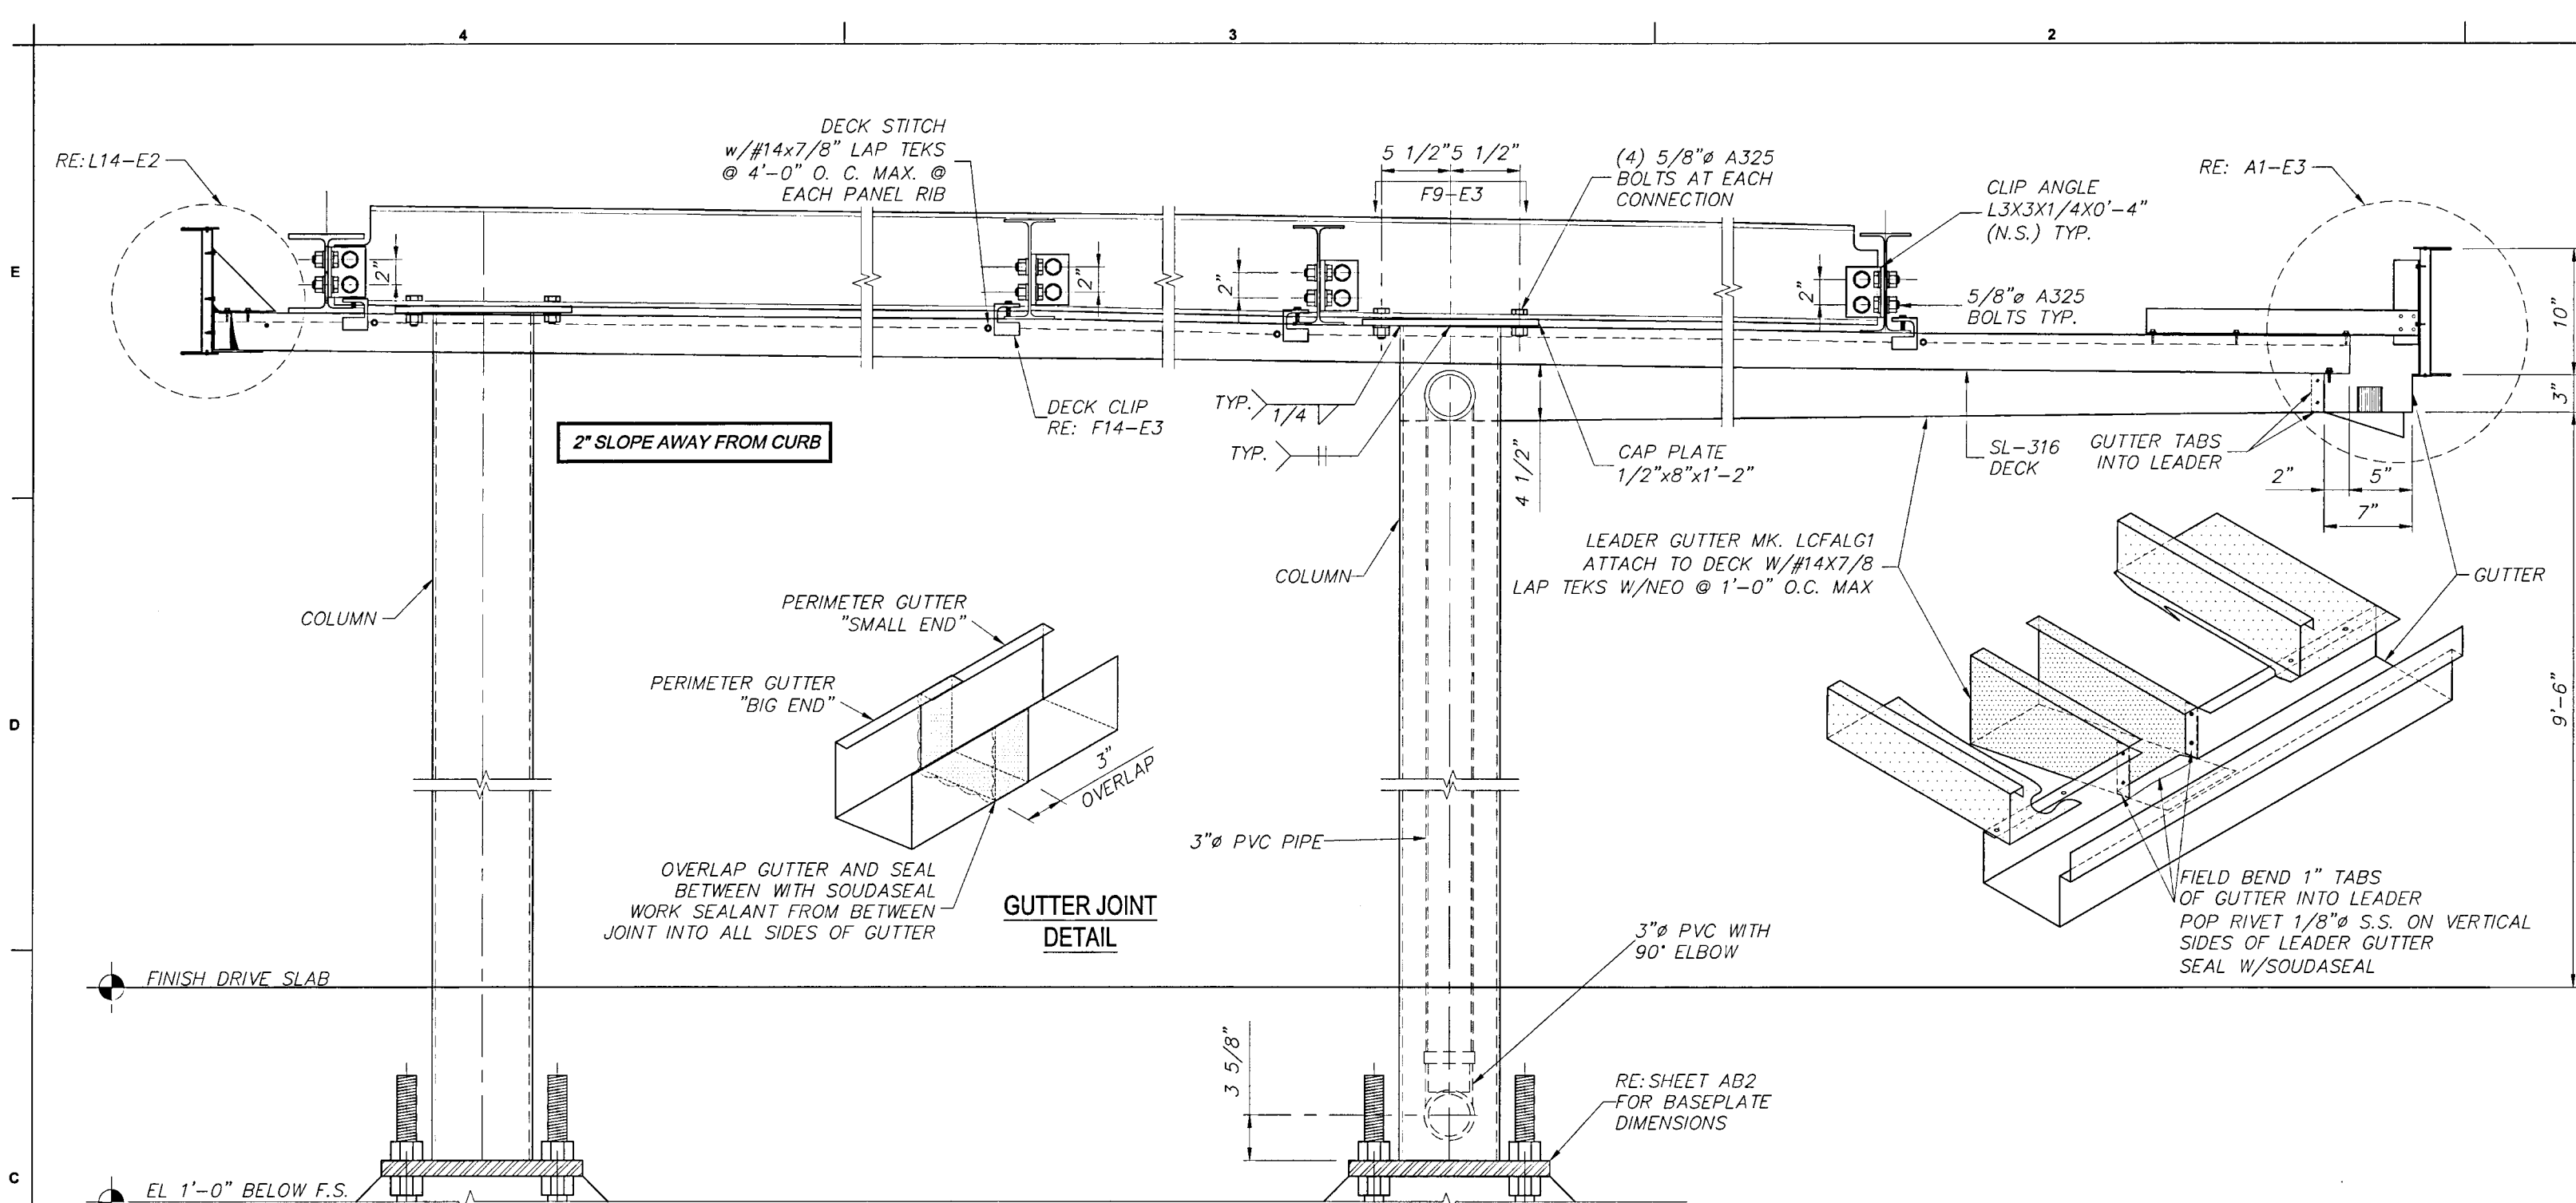 4
3
2
E
D
C
RE: L14-E2
DECK STITCH
w/#14x7/8" LAP TEKS
@ 4'-0" O. C. MAX. @
EACH PANEL RIB
5 1/2" 5 1/2"
F9-E3
(4) 5/8"ø A325
BOLTS AT EACH
CONNECTION
CLIP ANGLE
L3X3X1/4X0'-4"
(N.S.) TYP.
RE: A1-E3
2"
2"
2"
2"
5/8"ø A325
BOLTS TYP.
10"
3"
9'-6"
DECK CLIP
RE: F14-E3
2" SLOPE AWAY FROM CURB
TYP.
1/4
TYP.
4 1/2"
CAP PLATE
1/2"x8"x1'-2"
SL-316
DECK
GUTTER TABS
INTO LEADER
2"
5"
7"
COLUMN
COLUMN
LEADER GUTTER MK. LCFALG1
ATTACH TO DECK W/#14X7/8
LAP TEKS W/NEO @ 1'-0" O.C. MAX
GUTTER
PERIMETER GUTTER
"SMALL END"
PERIMETER GUTTER
"BIG END"
3"
OVERLAP
OVERLAP GUTTER AND SEAL
BETWEEN WITH SOUDASEAL
WORK SEALANT FROM BETWEEN
JOINT INTO ALL SIDES OF GUTTER
GUTTER JOINT
DETAIL
3"ø PVC PIPE
3"ø PVC WITH
90° ELBOW
FIELD BEND 1" TABS
OF GUTTER INTO LEADER
POP RIVET 1/8"ø S.S. ON VERTICAL
SIDES OF LEADER GUTTER
SEAL W/SOUDASEAL
FINISH DRIVE SLAB
3 5/8"
RE: SHEET AB2
FOR BASEPLATE
DIMENSIONS
EL 1'-0" BELOW F.S.